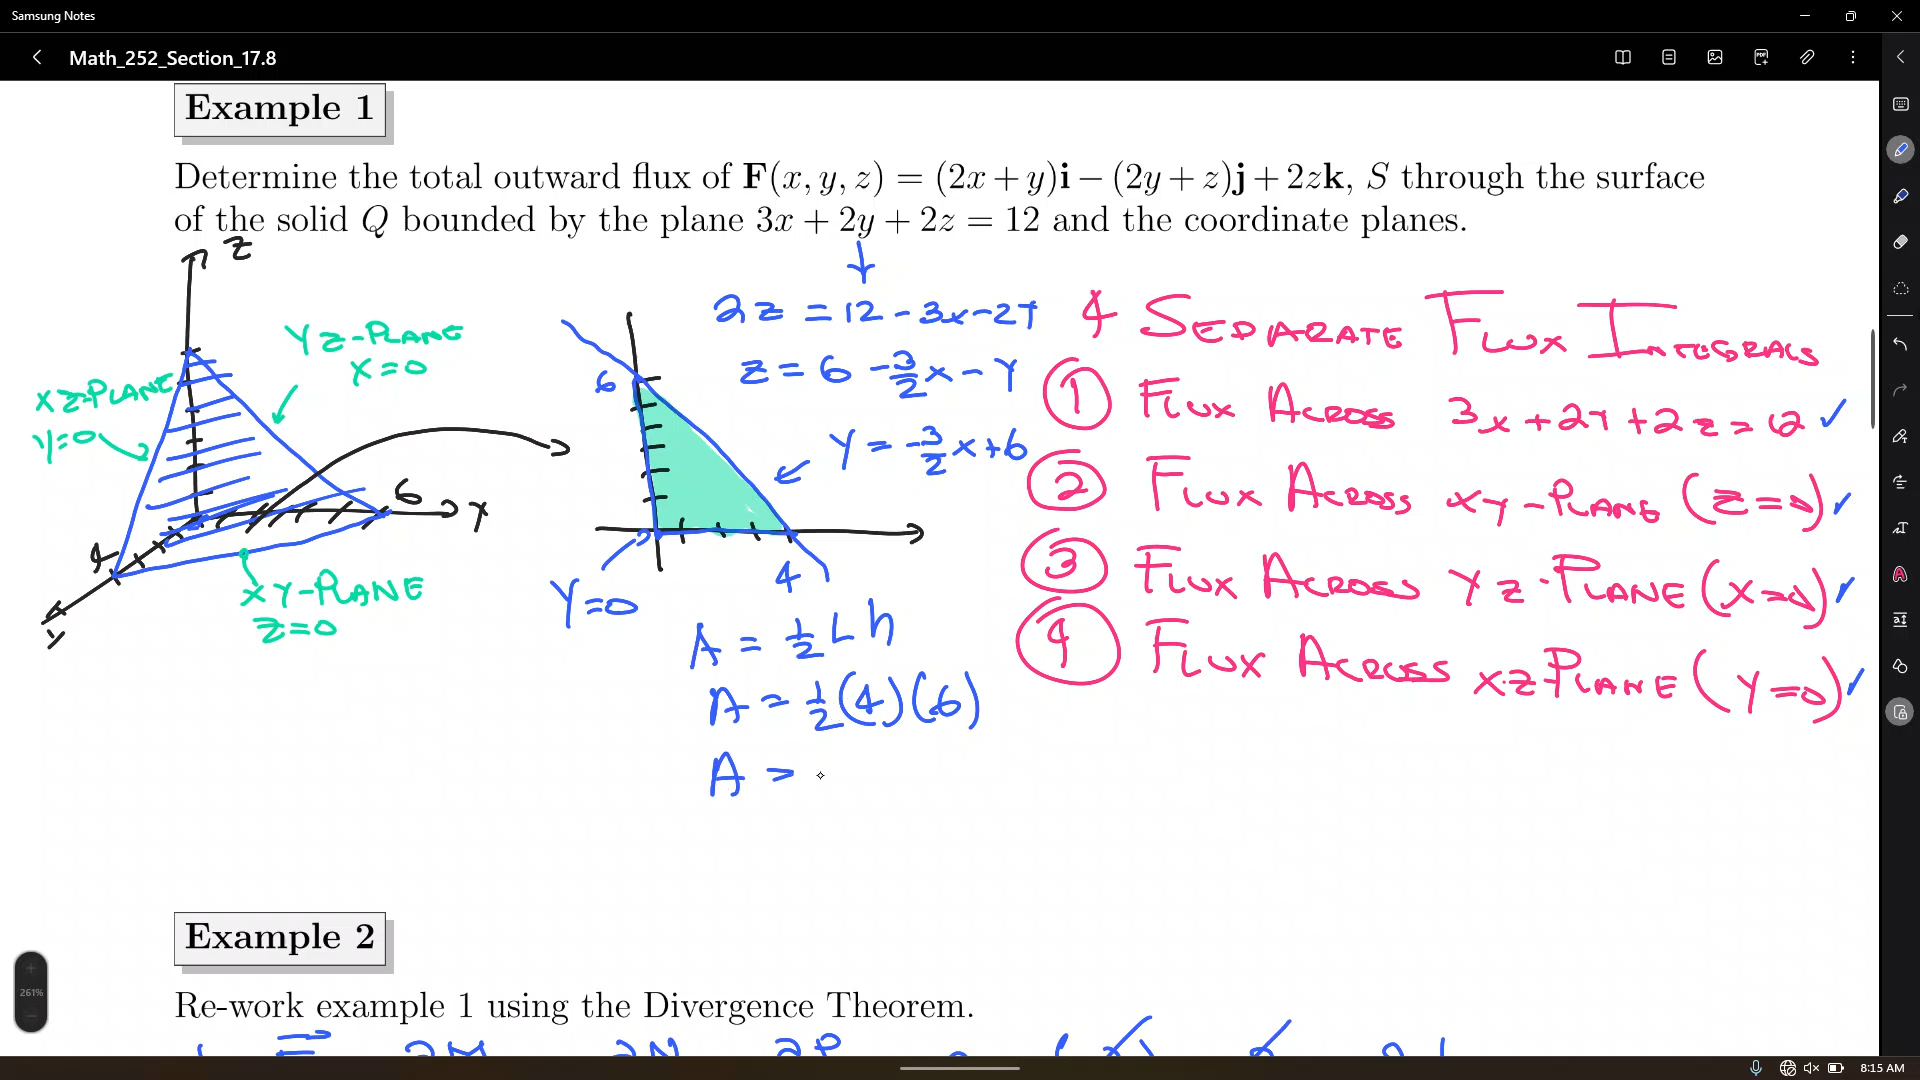 Samsung Notes
Math_252_Section_17.8
Example 1
Determine the total outward flux of F(x, y, z) = (2x + y)i − (2y + z)j + 2zk, S through the surface
of the solid Q bounded by the plane 3x + 2y + 2z = 12 and the coordinate planes.
z
YZ-PLANE
X=0
XZ-PLANE
Y=0
6
4
y
XY-PLANE
Z=0
2z = 12 - 3x - 2y
z = 6 - 3/2 x - y
6
y = -3/2 x + 6
4
Y=0
A = 1/2 L h
A = 1/2 (4)(6)
A =
4 SEPARATE FLUX INTEGRALS
① FLUX ACROSS 3x+2y+2z=12 ✓
② FLUX ACROSS XY-PLANE (Z=0) ✓
③ FLUX ACROSS YZ-PLANE (X=0) ✓
④ FLUX ACROSS XZ-PLANE (Y=0) ✓
Example 2
Re-work example 1 using the Divergence Theorem.
261%
8:15 AM